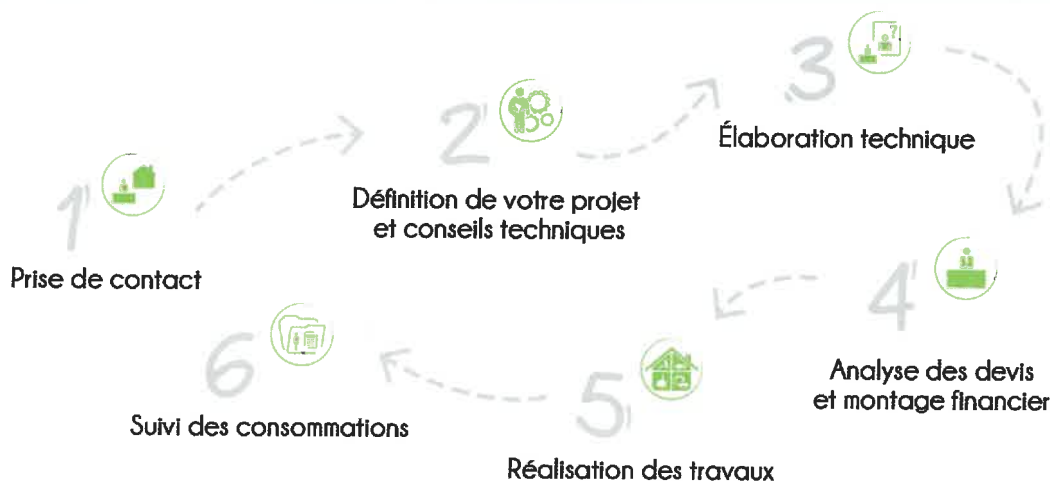 1
Prise de contact
2
Définition de votre projet
et conseils techniques
3
?
Élaboration technique
4
Analyse des devis
et montage financier
5
Réalisation des travaux
6
Suivi des consommations